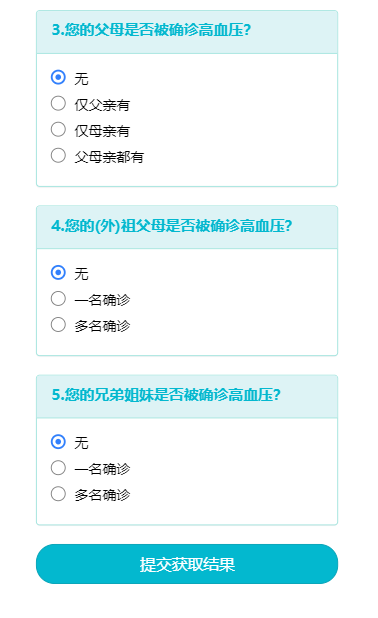 3.您的父母是否被确诊高血压?
无
仅父亲有
仅母亲有
父母亲都有
4.您的(外)祖父母是否被确诊高血压?
无
一名确诊
多名确诊
5.您的兄弟姐妹是否被确诊高血压?
无
一名确诊
多名确诊
提交获取结果